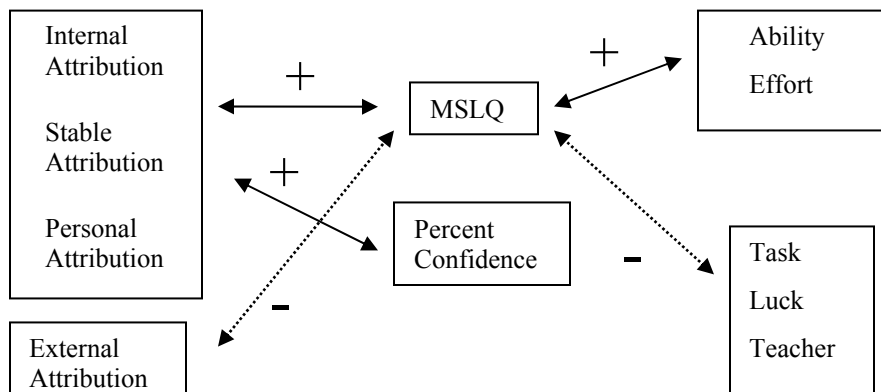 Internal
Attribution
Stable
Attribution
Personal
Attribution
External
Attribution
+
+
-
MSLQ
Percent
Confidence
+
-
Ability
Effort
Task
Luck
Teacher